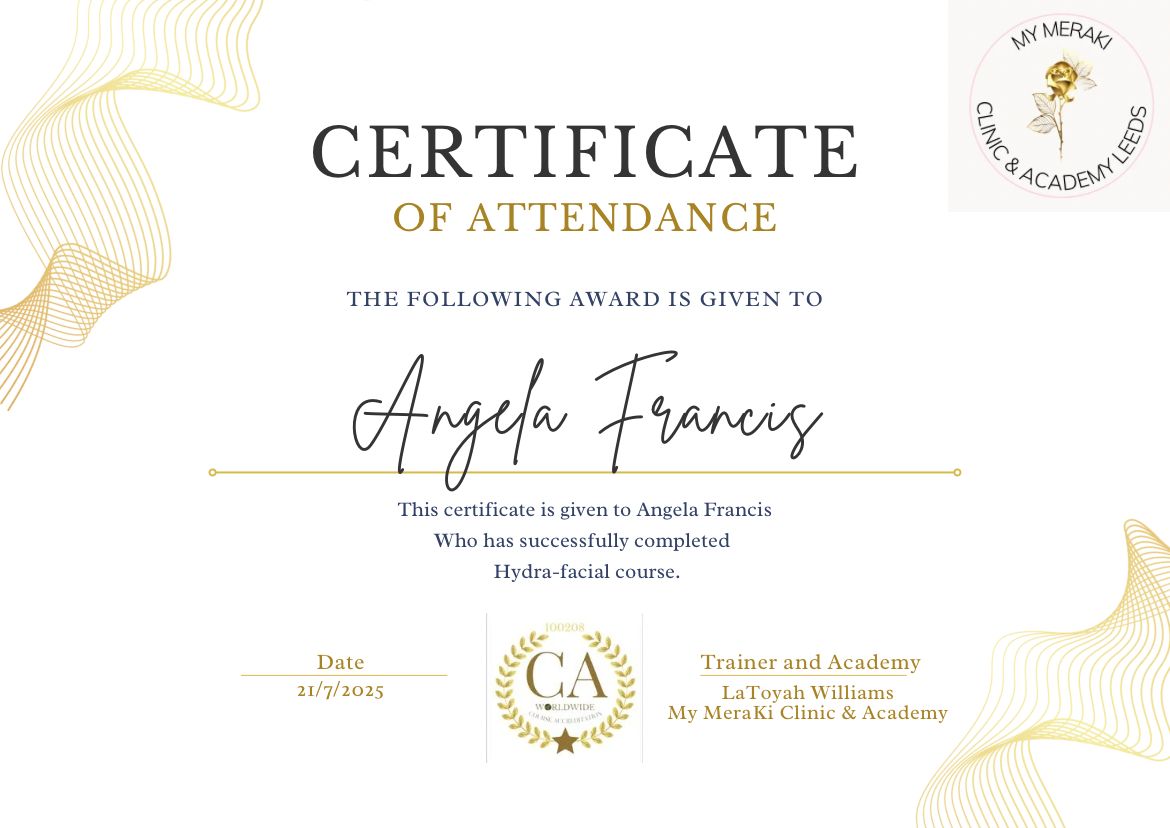 MY MERAKI
CLINIC & ACADEMY LEEDS
CERTIFICATE
OF ATTENDANCE
THE FOLLOWING AWARD IS GIVEN TO
Angela Francis
This certificate is given to Angela Francis
Who has successfully completed
Hydra-facial course.
Date
21/7/2025
100208
CA
WORLDWIDE
COURSE ACCREDITATION
Trainer and Academy
LaToyah Williams
My MeraKi Clinic & Academy